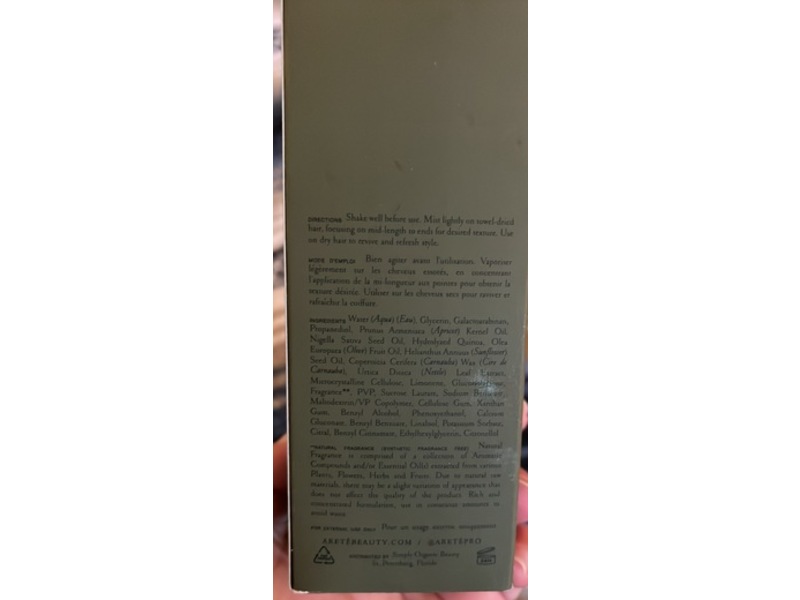 DIRECTIONS Shake well before use. Mist lightly on towel-dried
hair, focusing on mid-length to ends for desired texture. Use
on dry hair to revive and refresh style.
MODE D'EMPLOI Bien agiter avant l'utilisation. Vaporiser
légèrement sur les cheveux essorés, en concentrant
l'application de la mi-longueur aux pointes pour obtenir la
texture désirée. Utiliser sur les cheveux secs pour raviver et
rafraîchir la coiffure.
INGREDIENTS Water (Aqua) (Eau), Glycerin, Galactoarabinan,
Propanediol, Prunus Armeniaca (Apricot) Kernel Oil,
Nigella Sativa Seed Oil, Hydrolyzed Quinoa, Olea
Europaea (Olive) Fruit Oil, Helianthus Annuus (Sunflower)
Seed Oil, Copernicia Cerifera (Carnauba) Wax (Cire de
Carnauba), Urtica Dioica (Nettle) Leaf Extract,
Microcrystalline Cellulose, Limonene,
Fragrance**, PVP, Sucrose Laurate, Sodium
Maltodextrin/VP Copolymer, Cellulose Gum, Xanthan
Gum, Benzyl Alcohol, Phenoxyethanol, Calcium
Gluconate, Benzyl Benzoate, Linalool, Potassium Sorbate,
Citral, Benzyl Cinnamate, Ethylhexylglycerin, Citronellol
**NATURAL FRAGRANCE (SYNTHETIC FRAGRANCE FREE) Natural
Fragrance is comprised of a collection of Aromatic
Compounds and/or Essential Oil(s) extracted from various
Plants, Flowers, Herbs and Fruits. Due to natural raw
materials, there may be a slight variation of appearance that
does not affect the quality of the product. Rich and
concentrated formulation, use in conscious amounts to
avoid waste.
FOR EXTERNAL USE ONLY Pour un usage externe uniquement
ARETÉBEAUTY.COM / @ARETÉPRO
DISTRIBUTED BY Simply Organic Beauty
St. Petersburg, Florida